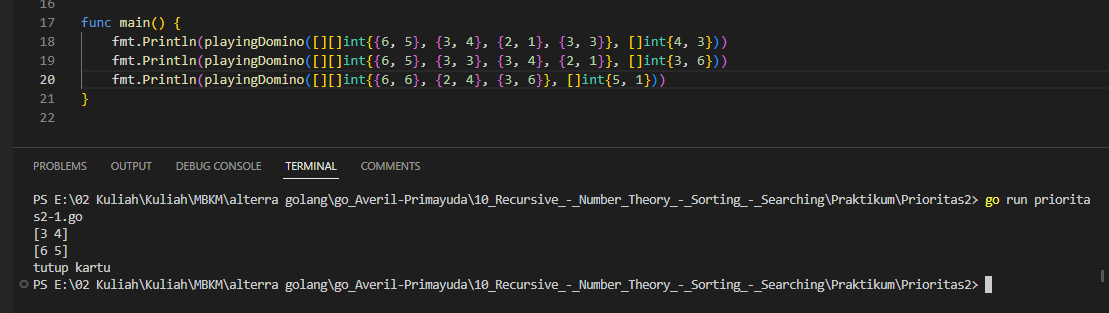 16
17 func main() {
18 fmt.Println(playingDomino([][]int{{6, 5}, {3, 4}, {2, 1}, {3, 3}}, []int{4, 3}))
19 fmt.Println(playingDomino([][]int{{6, 5}, {3, 3}, {3, 4}, {2, 1}}, []int{3, 6}))
20 fmt.Println(playingDomino([][]int{{6, 6}, {2, 4}, {3, 6}}, []int{5, 1}))
21 }
22
PROBLEMS OUTPUT DEBUG CONSOLE TERMINAL COMMENTS
PS E:\02 Kuliah\Kuliah\MBKM\alterra golang\go_Averil-Primayuda\10_Recursive_-_Number_Theory_-_Sorting_-_Searching\Praktikum\Prioritas2> go run priorita
s2-1.go
[3 4]
[6 5]
tutup kartu
PS E:\02 Kuliah\Kuliah\MBKM\alterra golang\go_Averil-Primayuda\10_Recursive_-_Number_Theory_-_Sorting_-_Searching\Praktikum\Prioritas2>